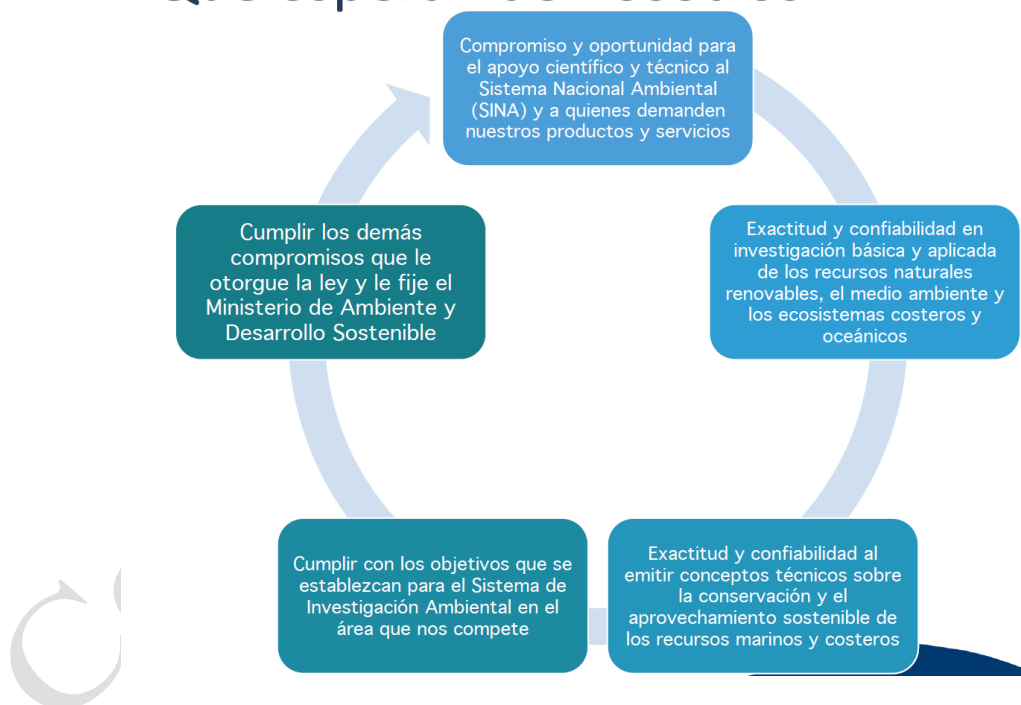 Compromiso y oportunidad para
el apoyo científico y técnico al
Sistema Nacional Ambiental
(SINA) y a quienes demanden
nuestros productos y servicios
Exactitud y confiabilidad en
investigación básica y aplicada
de los recursos naturales
renovables, el medio ambiente y
los ecosistemas costeros y
oceánicos
Exactitud y confiabilidad al
emitir conceptos técnicos sobre
la conservación y el
aprovechamiento sostenible de
los recursos marinos y costeros
Cumplir con los objetivos que se
establezcan para el Sistema de
Investigación Ambiental en el
área que nos compete
Cumplir los demás
compromisos que le
otorgue la ley y le fije el
Ministerio de Ambiente y
Desarrollo Sostenible